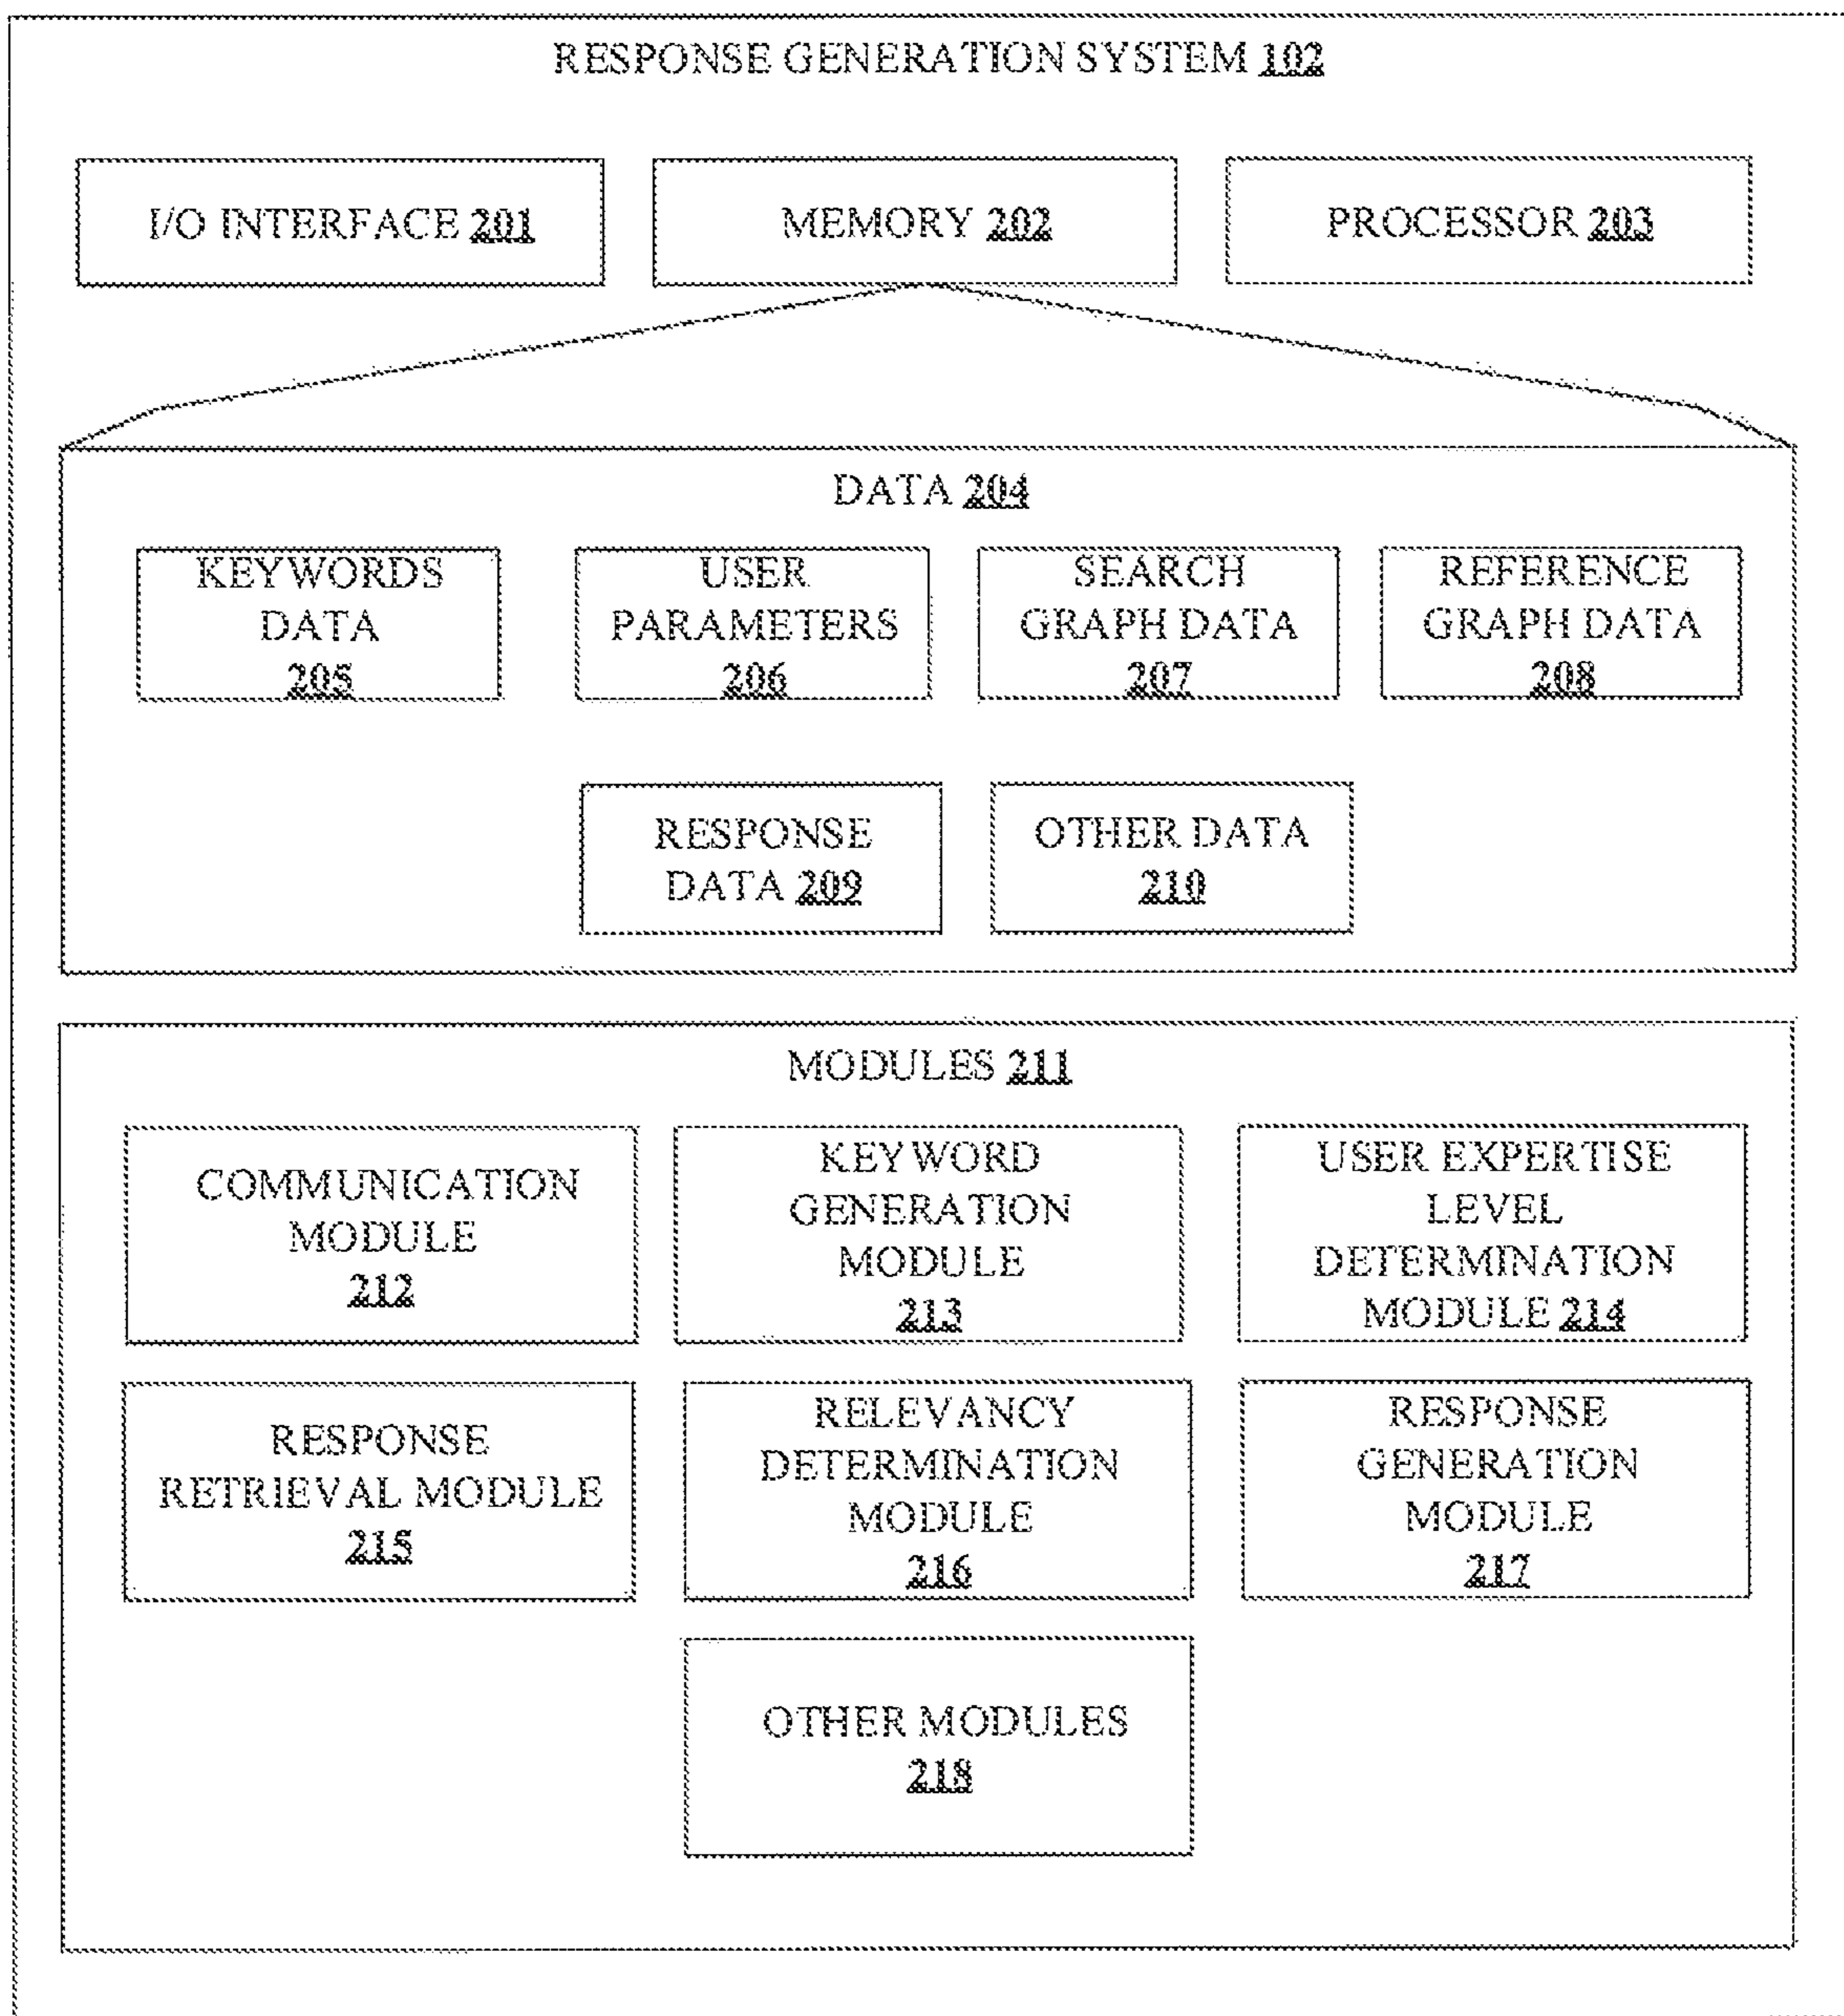 RESPONSE GENERATION SYSTEM 102
I/O INTERFACE 201
MEMORY 202
PROCESSOR 203
DATA 204
KEYWORDS
DATA
205
USER
PARAMETERS
206
SEARCH
GRAPH DATA
207
REFERENCE
GRAPH DATA
208
RESPONSE
DATA 209
OTHER DATA
210
MODULES 211
COMMUNICATION
MODULE
212
KEYWORD
GENERATION
MODULE
213
USER EXPERTISE
LEVEL
DETERMINATION
MODULE 214
RESPONSE
RETRIEVAL MODULE
215
RELEVANCY
DETERMINATION
MODULE
216
RESPONSE
GENERATION
MODULE
217
OTHER MODULES
218